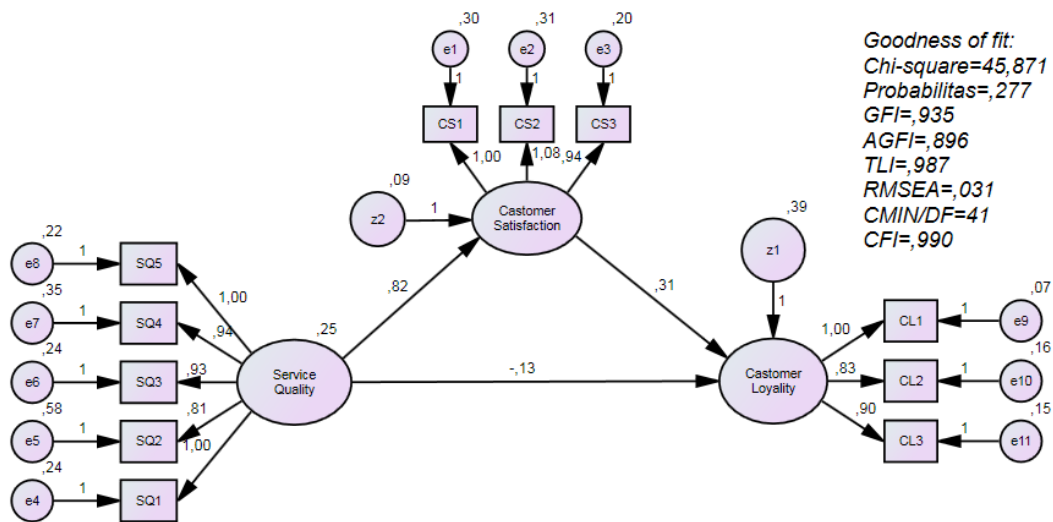 ,30
,31
,20
e1
e2
e3
1
1
1
CS1
CS2
CS3
1,00
1,08
,94
Goodness of fit:
Chi-square=45,871
Probabilitas=,277
GFI=,935
AGFI=,896
TLI=,987
RMSEA=,031
CMIN/DF=41
CFI=,990
,09
z2
1
Castomer
Satisfaction
,39
z1
1
,82
,31
,22
e8
1
SQ5
1,00
,35
e7
1
SQ4
,94
,24
e6
1
SQ3
,93
,58
e5
1
SQ2
,81
,24
e4
1
SQ1
1,00
,25
Service
Quality
-,13
Castomer
Loyality
1,00
CL1
1
,07
e9
,83
CL2
1
,16
e10
,90
CL3
1
,15
e11